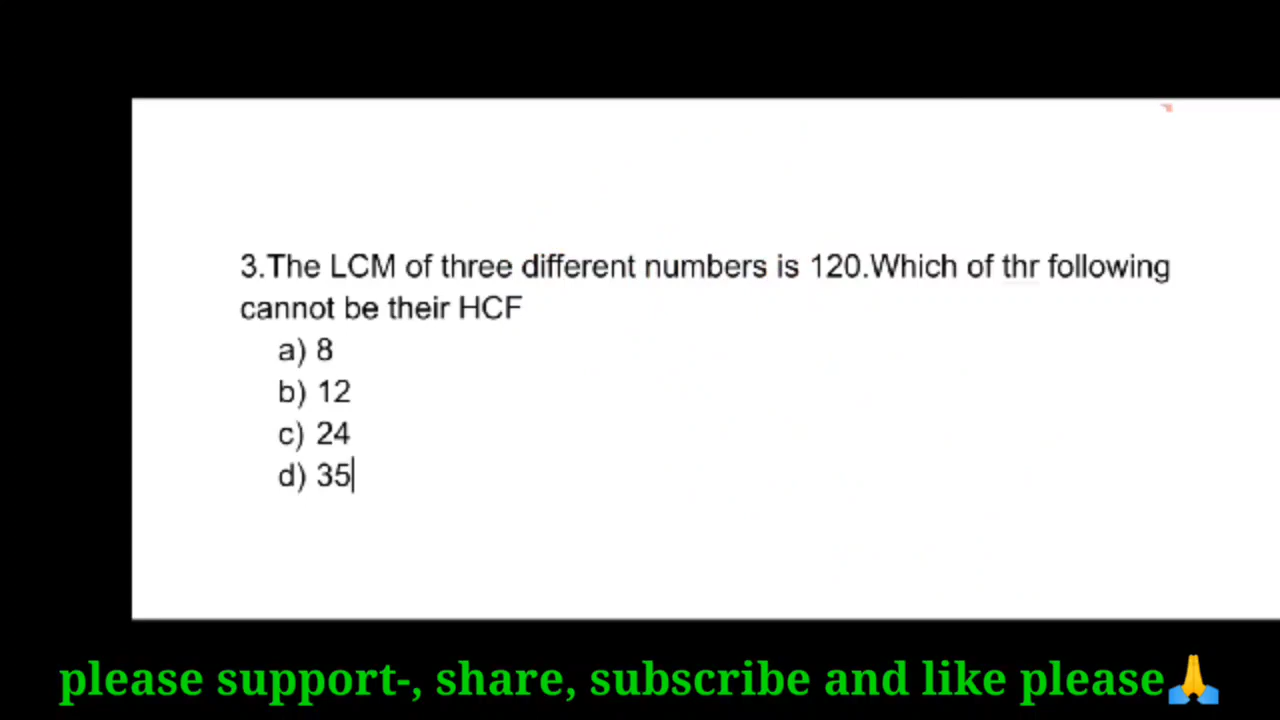 3.The LCM of three different numbers is 120.Which of thr following
cannot be their HCF
a) 8
b) 12
c) 24
d) 35
please support-, share, subscribe and like please🙏